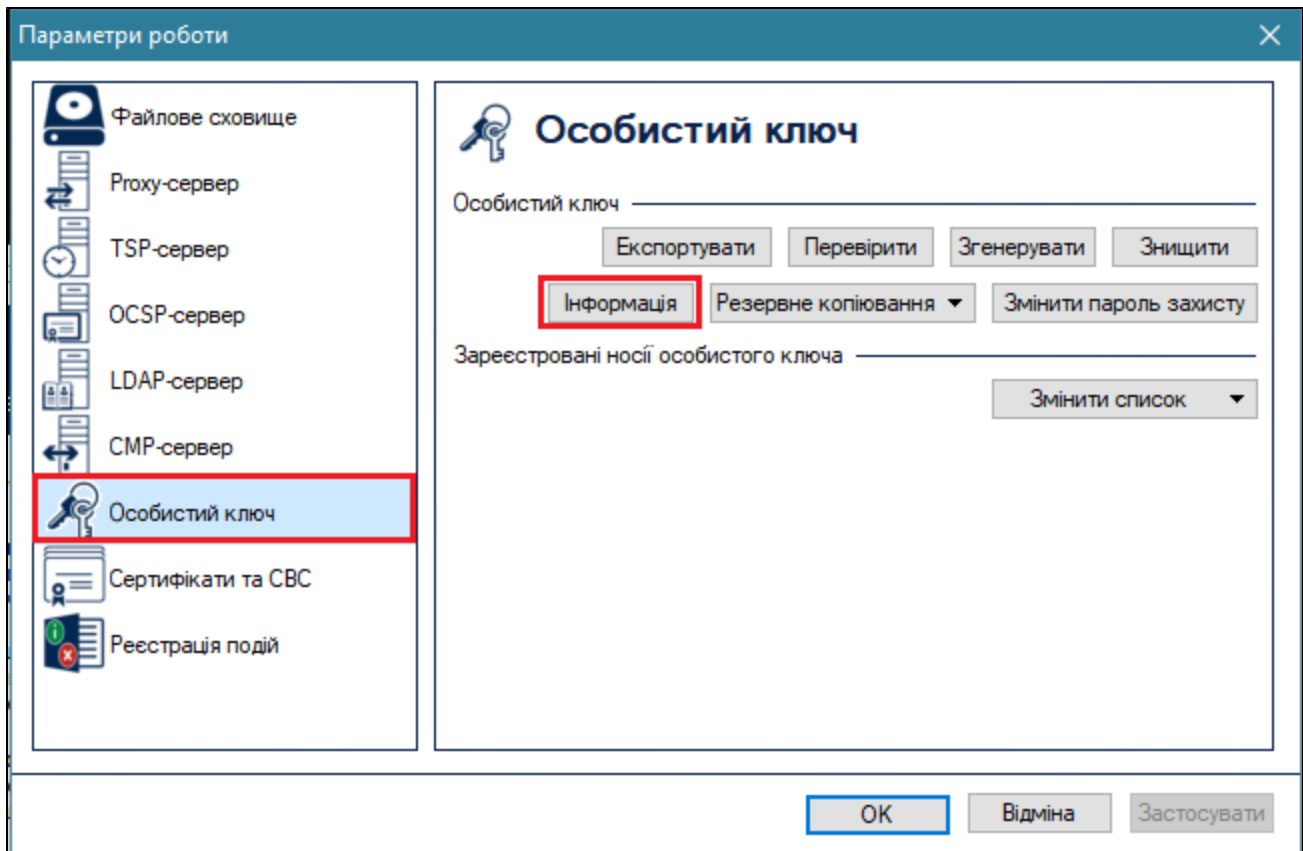 Параметри роботи
Файлове сховище
Proxy-сервер
TSP-сервер
OCSP-сервер
LDAP-сервер
CMP-сервер
Особистий ключ
Сертифікати та СВС
Реєстрація подій
Особистий ключ
Особистий ключ
Експортувати Перевірити Згенерувати Знищити
Інформація Резервне копіювання Змінити пароль захисту
Зареєстровані носії особистого ключа
Змінити список
OK Відміна Застосувати